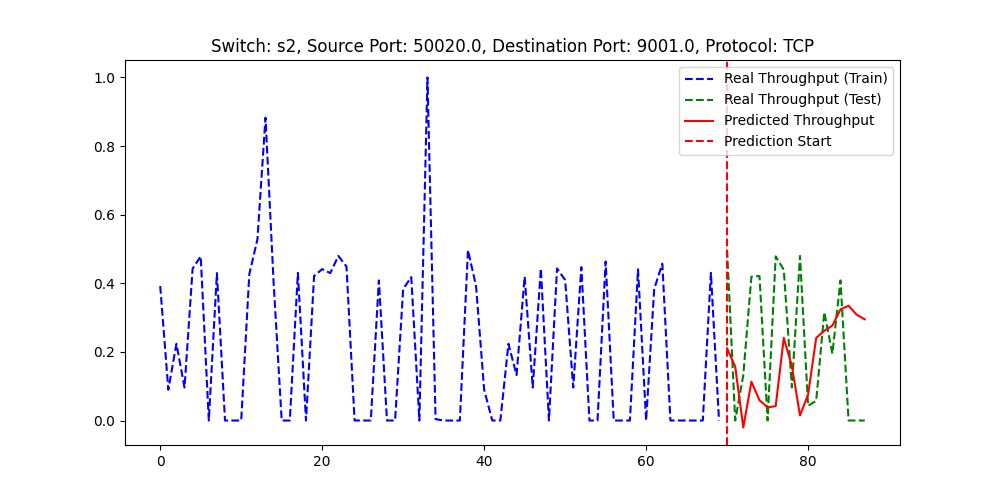 Switch: s2, Source Port: 50020.0, Destination Port: 9001.0, Protocol: TCP
Real Throughput (Train)
Real Throughput (Test)
Predicted Throughput
Prediction Start
1.0
0.8
0.6
0.4
0.2
0.0
0 20 40 60 80